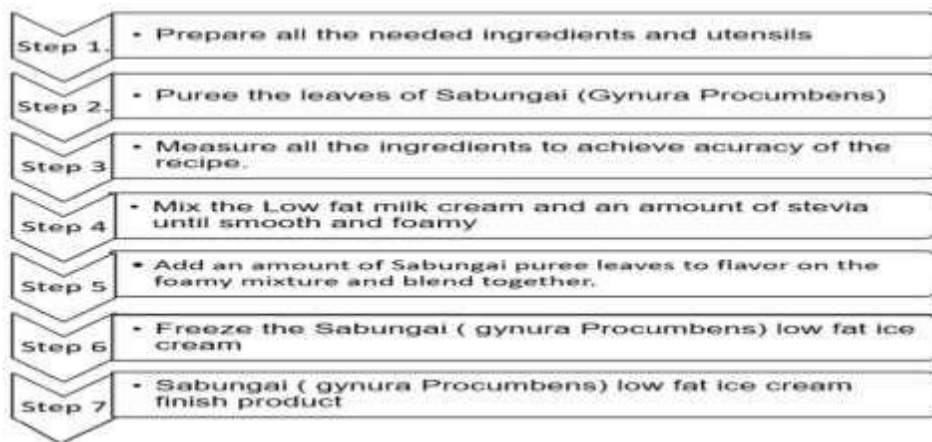 Step 1.
• Prepare all the needed ingredients and utensils
Step 2.
• Puree the leaves of Sabungai (Gynura Procumbens)
Step 3
• Measure all the ingredients to achieve acuracy of the
recipe.
Step 4
• Mix the Low fat milk cream and an amount of stevia
until smooth and foamy
Step 5
• Add an amount of Sabungai puree leaves to flavor on the
foamy mixture and blend together.
Step 6
• Freeze the Sabungai ( gynura Procumbens) low fat ice
cream
Step 7
• Sabungai ( gynura Procumbens) low fat ice cream
finish product